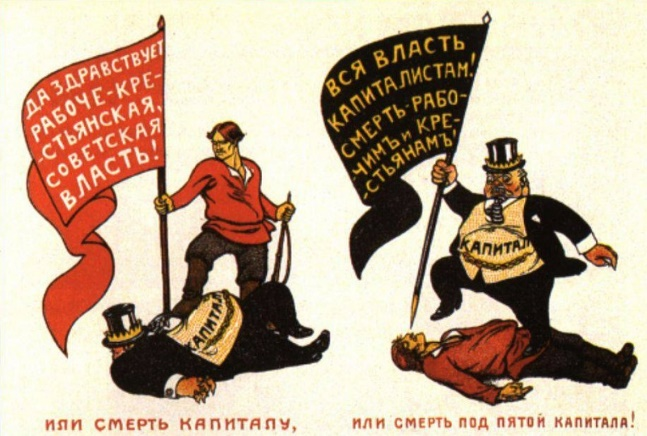 ДА ЗДРАВСТВУЕТ
РАБОЧЕ-КРЕ-
-СТЬЯНСКАЯ,
СОВЕТСКАЯ
ВЛАСТЬ!
КАПИТАЛ
ИЛИ СМЕРТЬ КАПИТАЛУ,
ВСЯ ВЛАСТЬ
КАПИТАЛИСТАМ!
СМЕРТЬ РАБО-
ЧИМЪ И КРЕ-
-СТЬЯНАМЪ!
КАПИТАЛ
ИЛИ СМЕРТЬ ПОД ПЯТОЙ КАПИТАЛА!